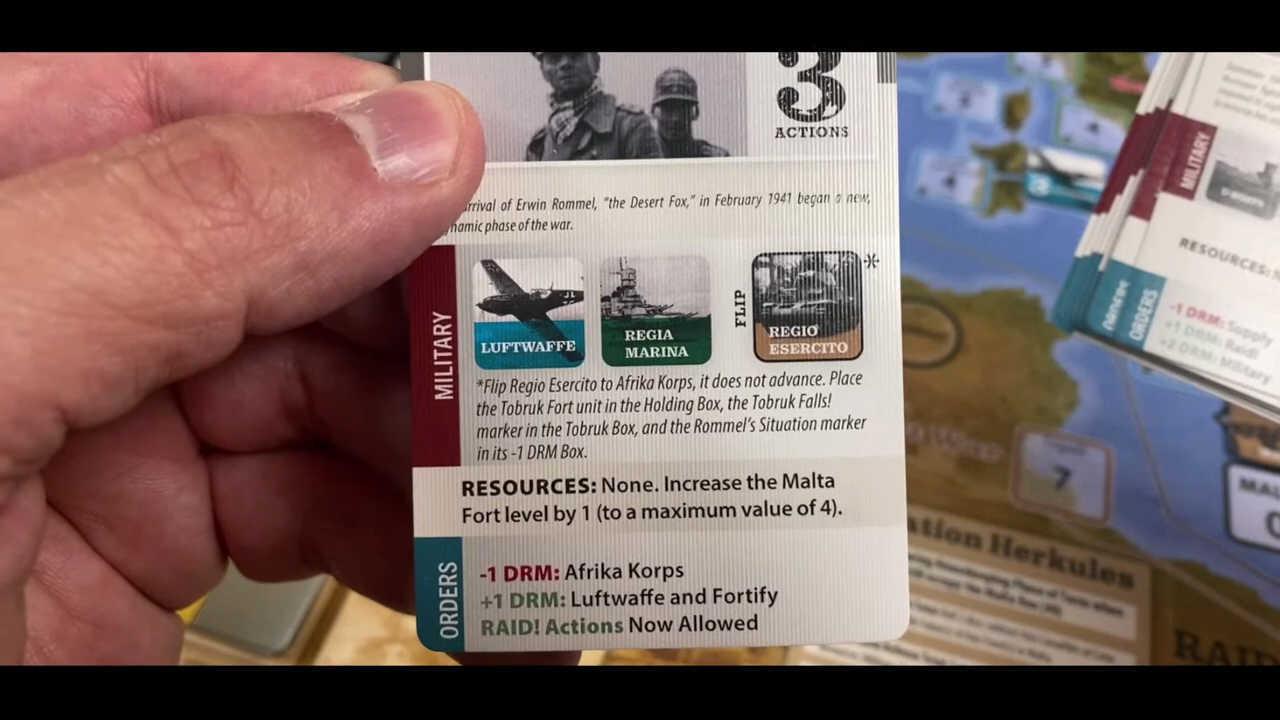 3
ACTIONS
of Erwin Rommel, "the Desert Fox," in February 1941 began a new,
phase of the war.
MILITARY
LUFTWAFFE
REGIA
MARINA
FLIP
REGIO
ESERCITO
*
*Flip Regio Esercito to Afrika Korps, it does not advance. Place
the Tobruk Fort unit in the Holding Box, the Tobruk Falls!
marker in the Tobruk Box, and the Rommel's Situation marker
in its -1 DRM Box.
RESOURCES: None. Increase the Malta
Fort level by 1 (to a maximum value of 4).
ORDERS
-1 DRM: Afrika Korps
+1 DRM: Luftwaffe and Fortify
RAID! Actions Now Allowed
MILITARY
RESOURCES:
ORDERS
-1 DRM: Supply
+1 DRM: Raid!
+2 DRM: Military
7
Herkules